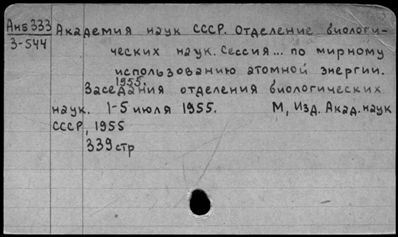 Анб 333
3-544
Академия наук СССР. Отделение биологи-
ческих наук. Сессия... по мирному
использованию атомной энергии.
1955.
Заседания отделения биологических
наук. 1-5 июля 1955. М, Изд. Акад. наук
СССР, 1955
339 стр